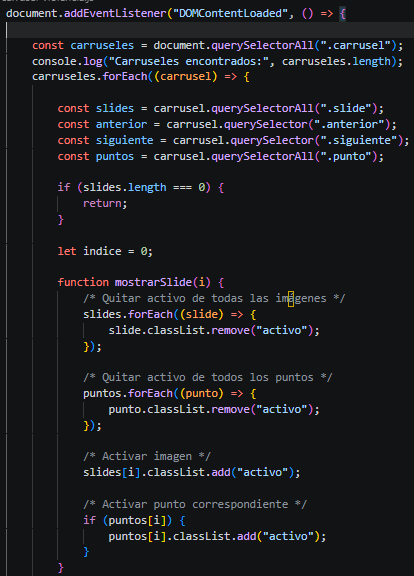 document.addEventListener("DOMContentLoaded", () => {
const carruseles = document.querySelectorAll(".carrusel");
console.log("Carruseles encontrados:", carruseles.length);
carruseles.forEach((carrusel) => {
const slides = carrusel.querySelectorAll(".slide");
const anterior = carrusel.querySelector(".anterior");
const siguiente = carrusel.querySelector(".siguiente");
const puntos = carrusel.querySelectorAll(".punto");
if (slides.length === 0) {
return;
}
let indice = 0;
function mostrarSlide(i) {
/* Quitar activo de todas las imágenes */
slides.forEach((slide) => {
slide.classList.remove("activo");
});
/* Quitar activo de todos los puntos */
puntos.forEach((punto) => {
punto.classList.remove("activo");
});
/* Activar imagen */
slides[i].classList.add("activo");
/* Activar punto correspondiente */
if (puntos[i]) {
puntos[i].classList.add("activo");
}
}